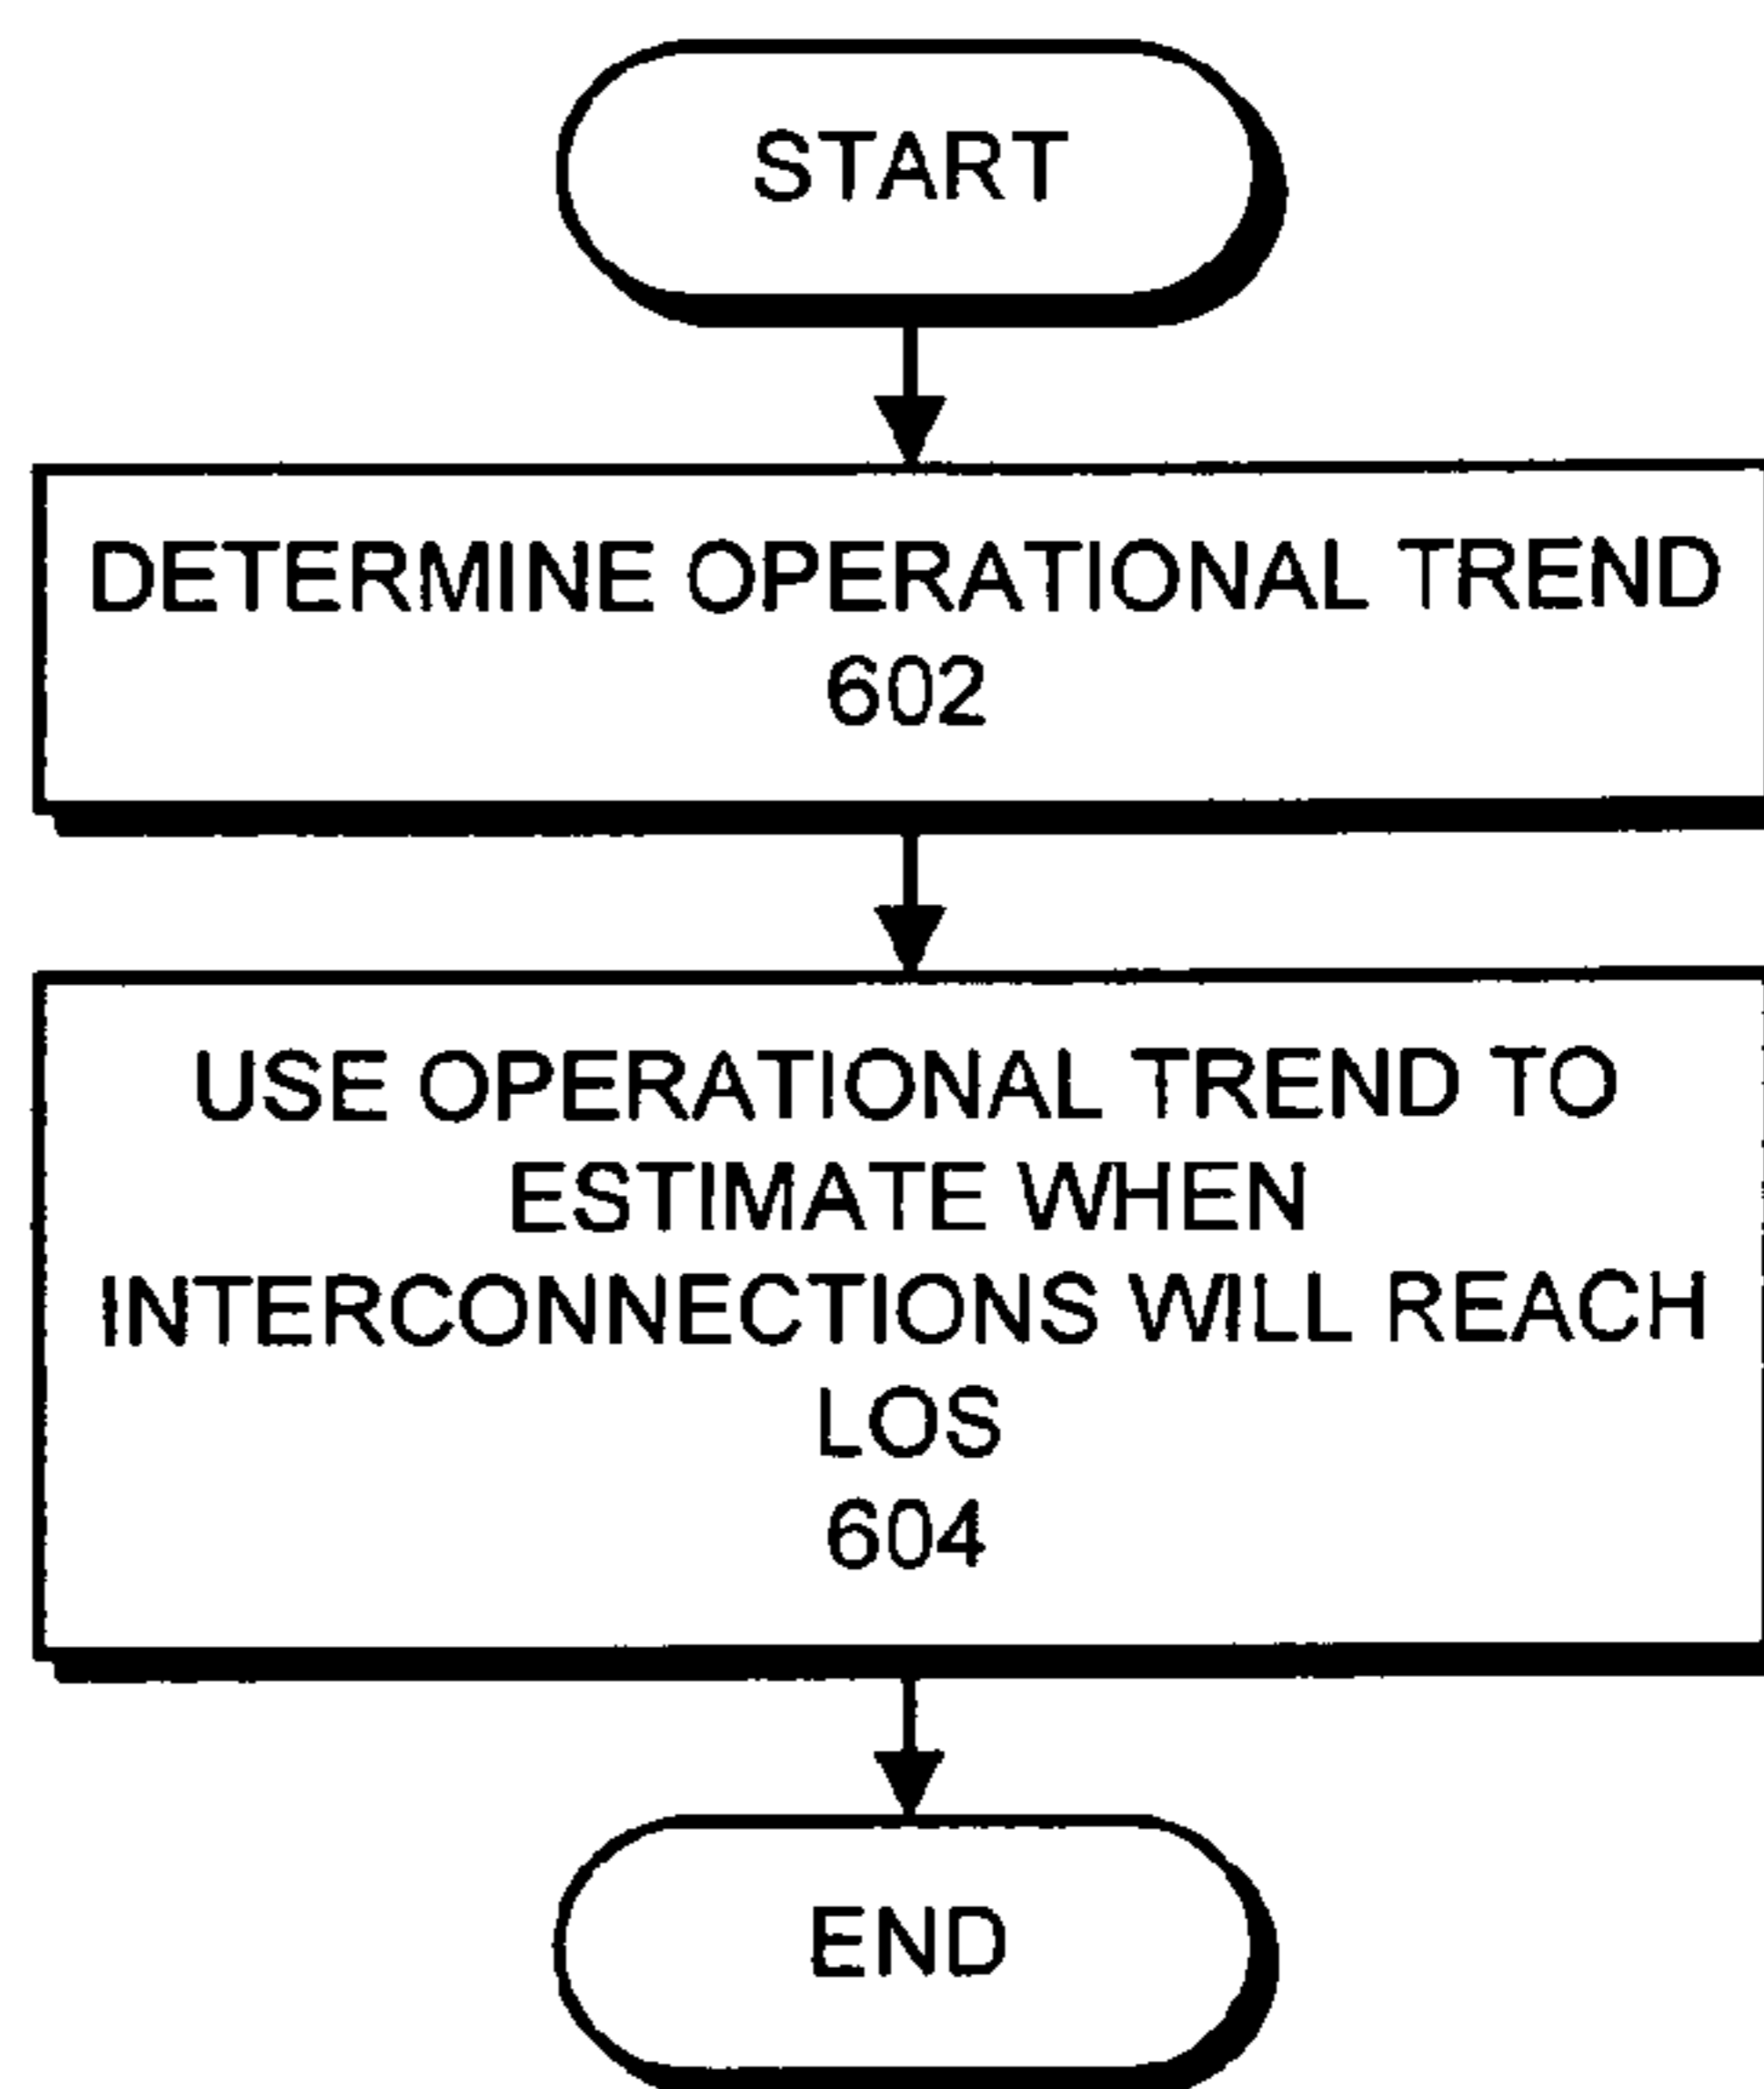 START
DETERMINE OPERATIONAL TREND
602
USE OPERATIONAL TREND TO
ESTIMATE WHEN
INTERCONNECTIONS WILL REACH
LOS
604
END